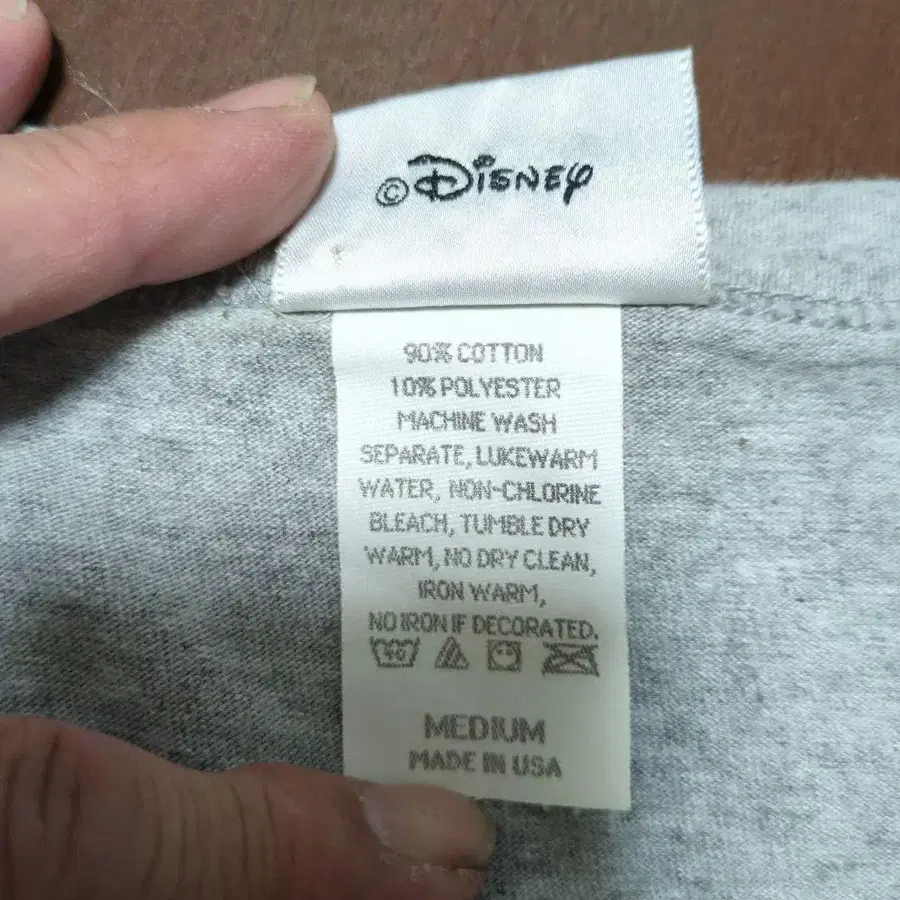 ©Disney
90% COTTON
10% POLYESTER
MACHINE WASH
SEPARATE, LUKEWARM
WATER, NON-CHLORINE
BLEACH, TUMBLE DRY
WARM, NO DRY CLEAN,
IRON WARM,
NO IRON IF DECORATED.
40
MEDIUM
MADE IN USA